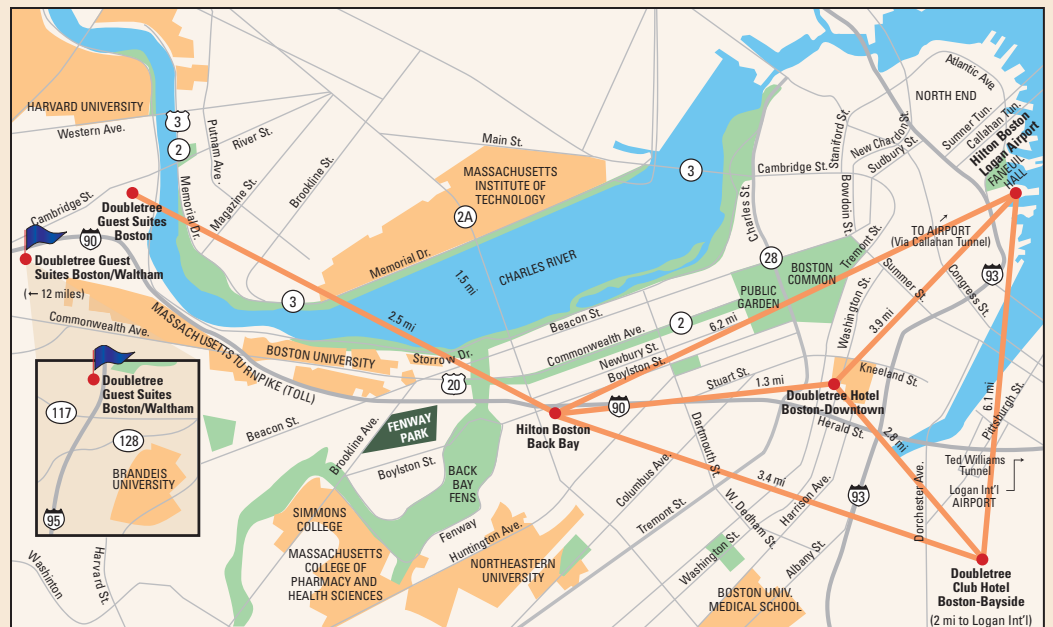 HARVARD UNIVERSITY
Western Ave.
3
2
Putnam Ave.
River St.
Magazine St.
Brookline St.
Memorial Dr.
Cambridge St.
Doubletree
Guest Suites
Boston
90
Doubletree Guest
Suites Boston/Waltham
(← 12 miles)
Commonwealth Ave.
MASSACHUSETTS TURNPIKE (TOLL)
BOSTON UNIVERSITY
3
Memorial Dr.
Main St.
MASSACHUSETTS
INSTITUTE OF
TECHNOLOGY
2A
1.5 mi
CHARLES RIVER
3
2.5 mi
Storrow Dr.
20
Beacon St.
Commonwealth Ave.
Newbury St.
Boylston St.
2
6.2 mi
Stuart St.
1.3 mi
90
Hilton Boston
Back Bay
Charles St.
Cambridge St.
Staniford St.
New Chardon St.
Sudbury St.
Bowdoin St.
Tremont St.
28
BOSTON
COMMON
PUBLIC
GARDEN
Washington St.
Summer St.
Atlantic Ave
NORTH END
Sumner Tun.
Callahan Tun.
Hilton Boston
Logan Airport
FANEUIL
HALL
TO AIRPORT
(Via Callahan Tunnel)
93
Congress St.
3.9 mi
Kneeland St.
Doubletree Hotel
Boston-Downtown
Herald St.
2.8 mi
6.1 mi
Pittsburgh St.
Ted Williams
Tunnel
Logan Int'l
AIRPORT
Dorchester Ave.
93
Doubletree
Club Hotel
Boston-Bayside
(2 mi to Logan Int'l)
3.4 mi
Dartmouth St.
Columbus Ave.
Tremont St.
W. Dedham St.
Harrison Ave.
Washington St.
Albany St.
BOSTON UNIV.
MEDICAL SCHOOL
Doubletree
Guest Suites
Boston/Waltham
117
128
BRANDEIS
UNIVERSITY
95
Washinton
Harvard St.
Beacon St.
Brookline Ave.
FENWAY
PARK
Boylston St.
BACK
BAY
FENS
Fenway
Huntington Ave.
SIMMONS
COLLEGE
MASSACHUSETTS
COLLEGE OF
PHARMACY AND
HEALTH SCIENCES
NORTHEASTERN
UNIVERSITY